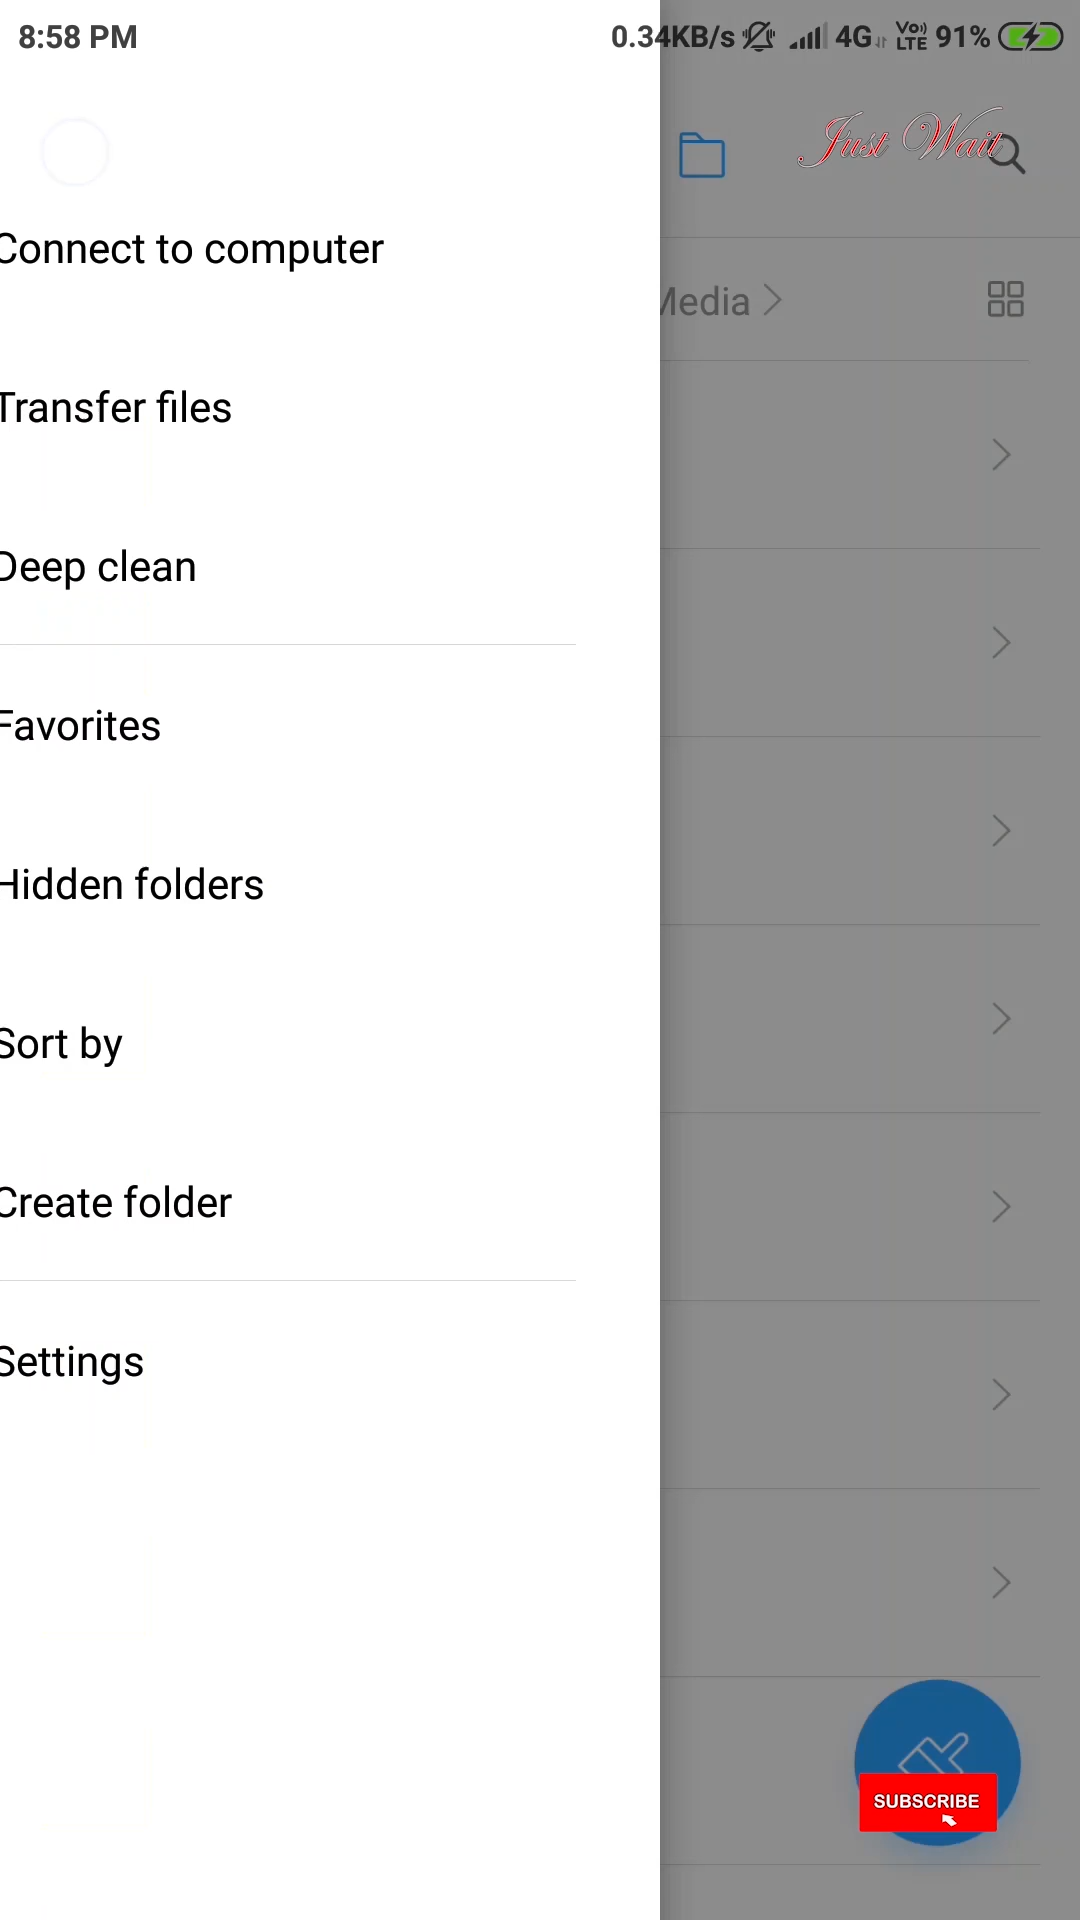 8:58 PM 0.34KB/s 4G Vo)) LTE 91%
Just Wait
Connect to computer
Media
Transfer files
Deep clean
Favorites
Hidden folders
Sort by
Create folder
Settings
SUBSCRIBE